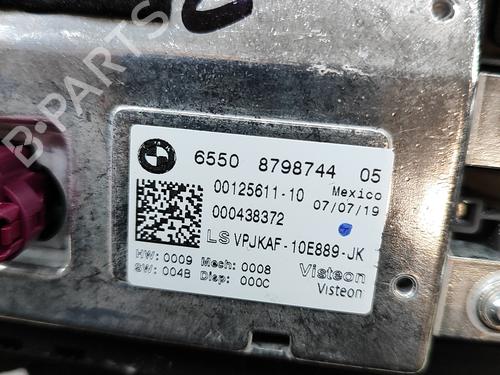 B-PARTS
6550 8798744 05
00125611-10 Mexico
000438372 07/07/19
LS VPJKAF-10E889-JK
HW: 0009 Mech: 0008 Visteon
SW: 004B Disp: 000C Visteon